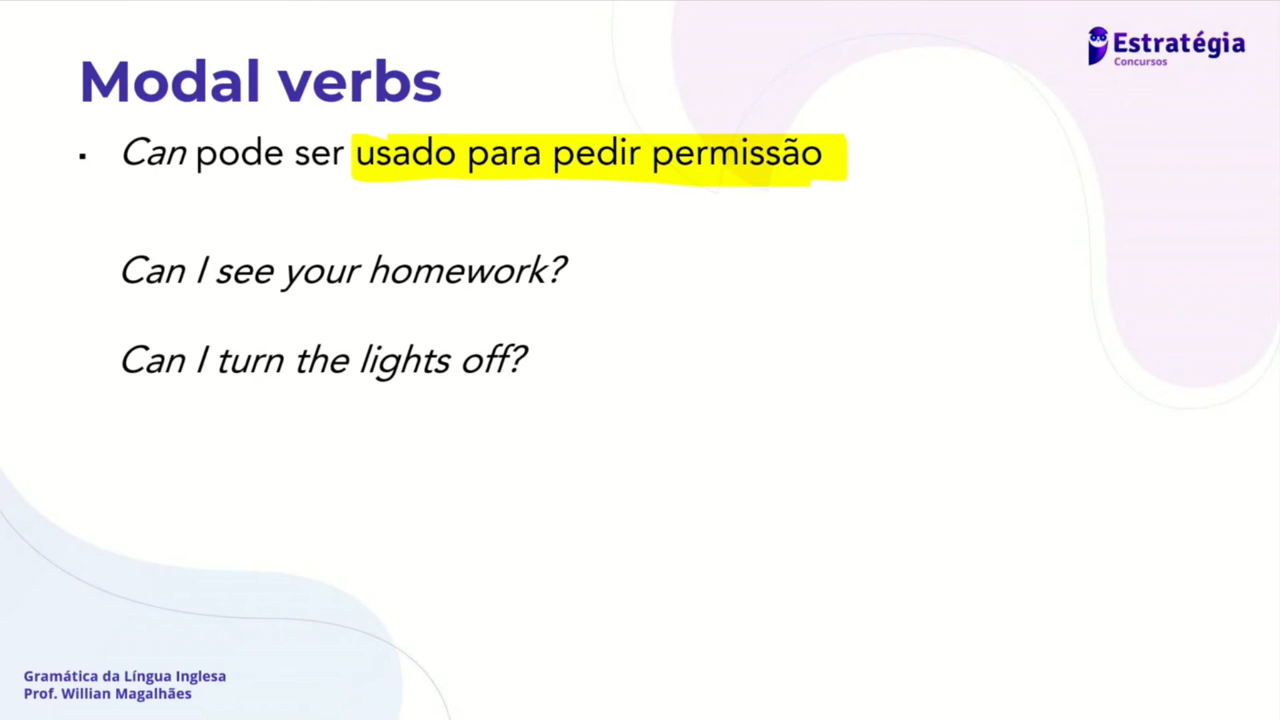 Estratégia
Concursos
Modal verbs
▪ Can pode ser usado para pedir permissão
Can I see your homework?
Can I turn the lights off?
Gramática da Língua Inglesa
Prof. Willian Magalhães